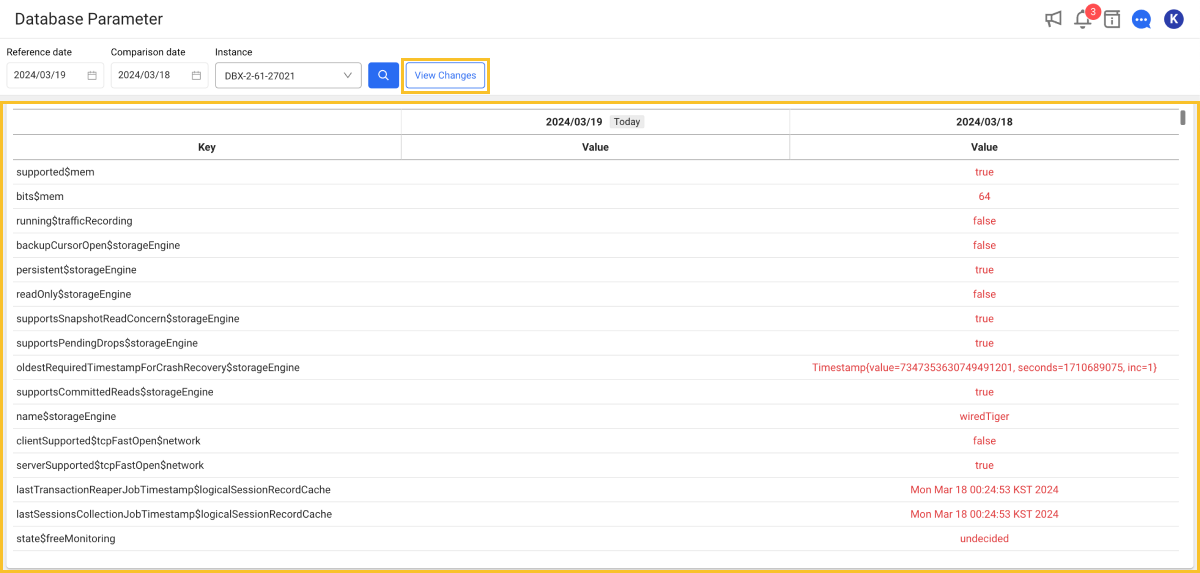 Database Parameter
3
K
Reference date Comparison date Instance
2024/03/19 2024/03/18 DBX-2-61-27021 View Changes
2024/03/19 Today 2024/03/18
Key Value Value
supported$mem true
bits$mem 64
running$trafficRecording false
backupCursorOpen$storageEngine false
persistent$storageEngine true
readOnly$storageEngine false
supportsSnapshotReadConcern$storageEngine true
supportsPendingDrops$storageEngine true
oldestRequiredTimestampForCrashRecovery$storageEngine Timestamp{value=7347353630749491201, seconds=1710689075, inc=1}
supportsCommittedReads$storageEngine true
name$storageEngine wiredTiger
clientSupported$tcpFastOpen$network false
serverSupported$tcpFastOpen$network true
lastTransactionReaperJobTimestamp$logicalSessionRecordCache Mon Mar 18 00:24:53 KST 2024
lastSessionsCollectionJobTimestamp$logicalSessionRecordCache Mon Mar 18 00:24:53 KST 2024
state$freeMonitoring undecided